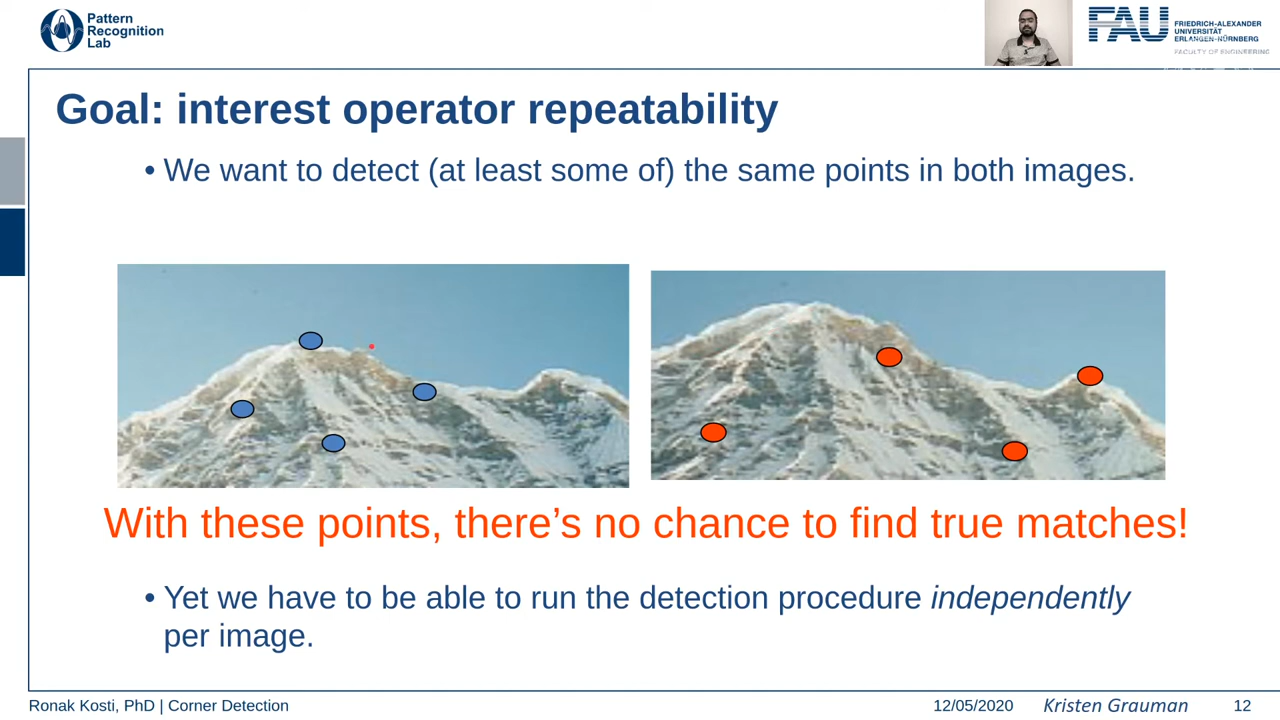 Pattern
Recognition
Lab
FAU
FRIEDRICH-ALEXANDER
UNIVERSITÄT
ERLANGEN-NÜRNBERG
FACULTY OF ENGINEERING
Goal: interest operator repeatability
• We want to detect (at least some of) the same points in both images.
With these points, there’s no chance to find true matches!
• Yet we have to be able to run the detection procedure independently
per image.
Ronak Kosti, PhD | Corner Detection
12/05/2020 Kristen Grauman 12